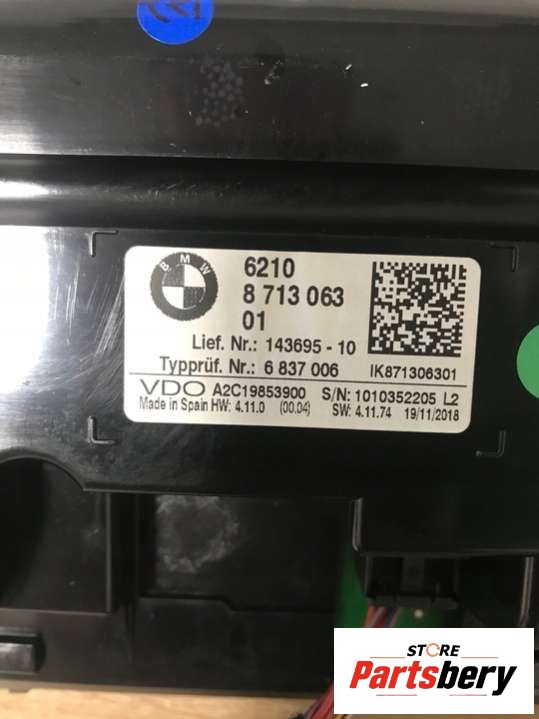 BMW
6210
8 713 063
01
Lief. Nr.: 143695 - 10
Typprüf. Nr.: 6 837 006
IK871306301
VDO A2C19853900 S/N: 1010352205 L2
Made in Spain HW: 4.11.0 (00.04) SW: 4.11.74 19/11/2018
STORE
Partsbery